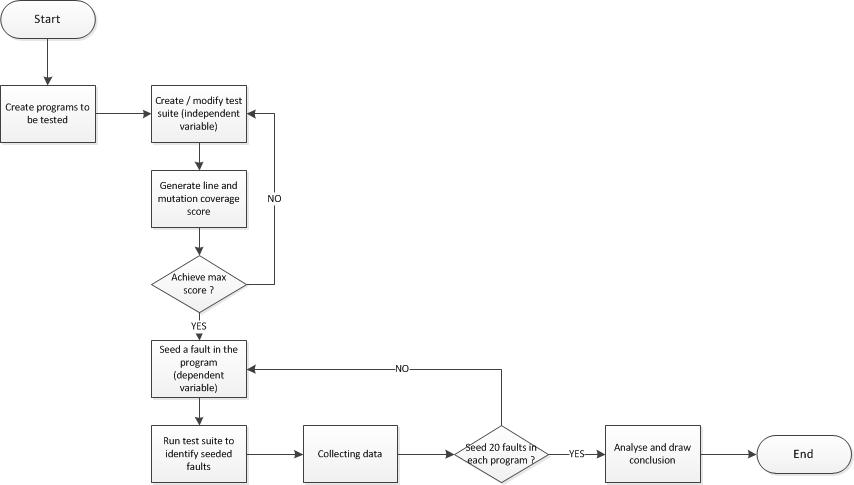 Start
Create programs to
be tested
Create / modify test
suite (independent
variable)
Generate line and
mutation coverage
score
NO
Achieve max
score ?
YES
Seed a fault in the
program
(dependent
variable)
NO
Run test suite to
identify seeded
faults
Collecting data
Seed 20 faults in
each program ?
YES
Analyse and draw
conclusion
End